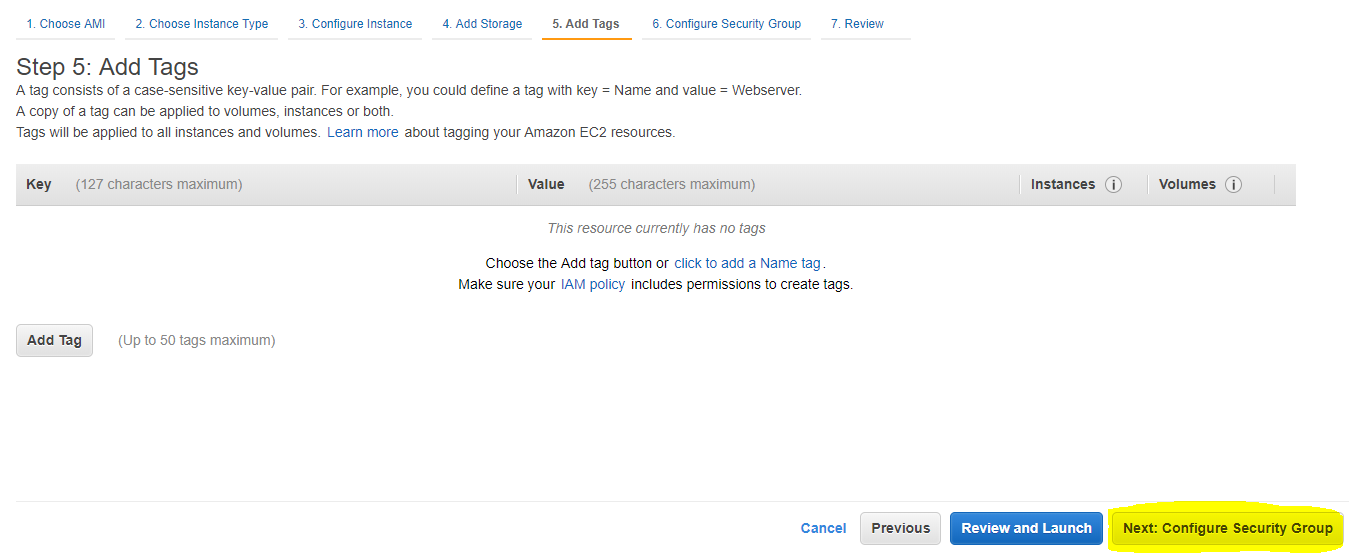 1. Choose AMI 2. Choose Instance Type 3. Configure Instance 4. Add Storage 5. Add Tags 6. Configure Security Group 7. Review
Step 5: Add Tags
A tag consists of a case-sensitive key-value pair. For example, you could define a tag with key = Name and value = Webserver.
A copy of a tag can be applied to volumes, instances or both.
Tags will be applied to all instances and volumes. Learn more about tagging your Amazon EC2 resources.
Key (127 characters maximum) Value (255 characters maximum) Instances i Volumes i
This resource currently has no tags
Choose the Add tag button or click to add a Name tag.
Make sure your IAM policy includes permissions to create tags.
Add Tag (Up to 50 tags maximum)
Cancel Previous Review and Launch Next: Configure Security Group